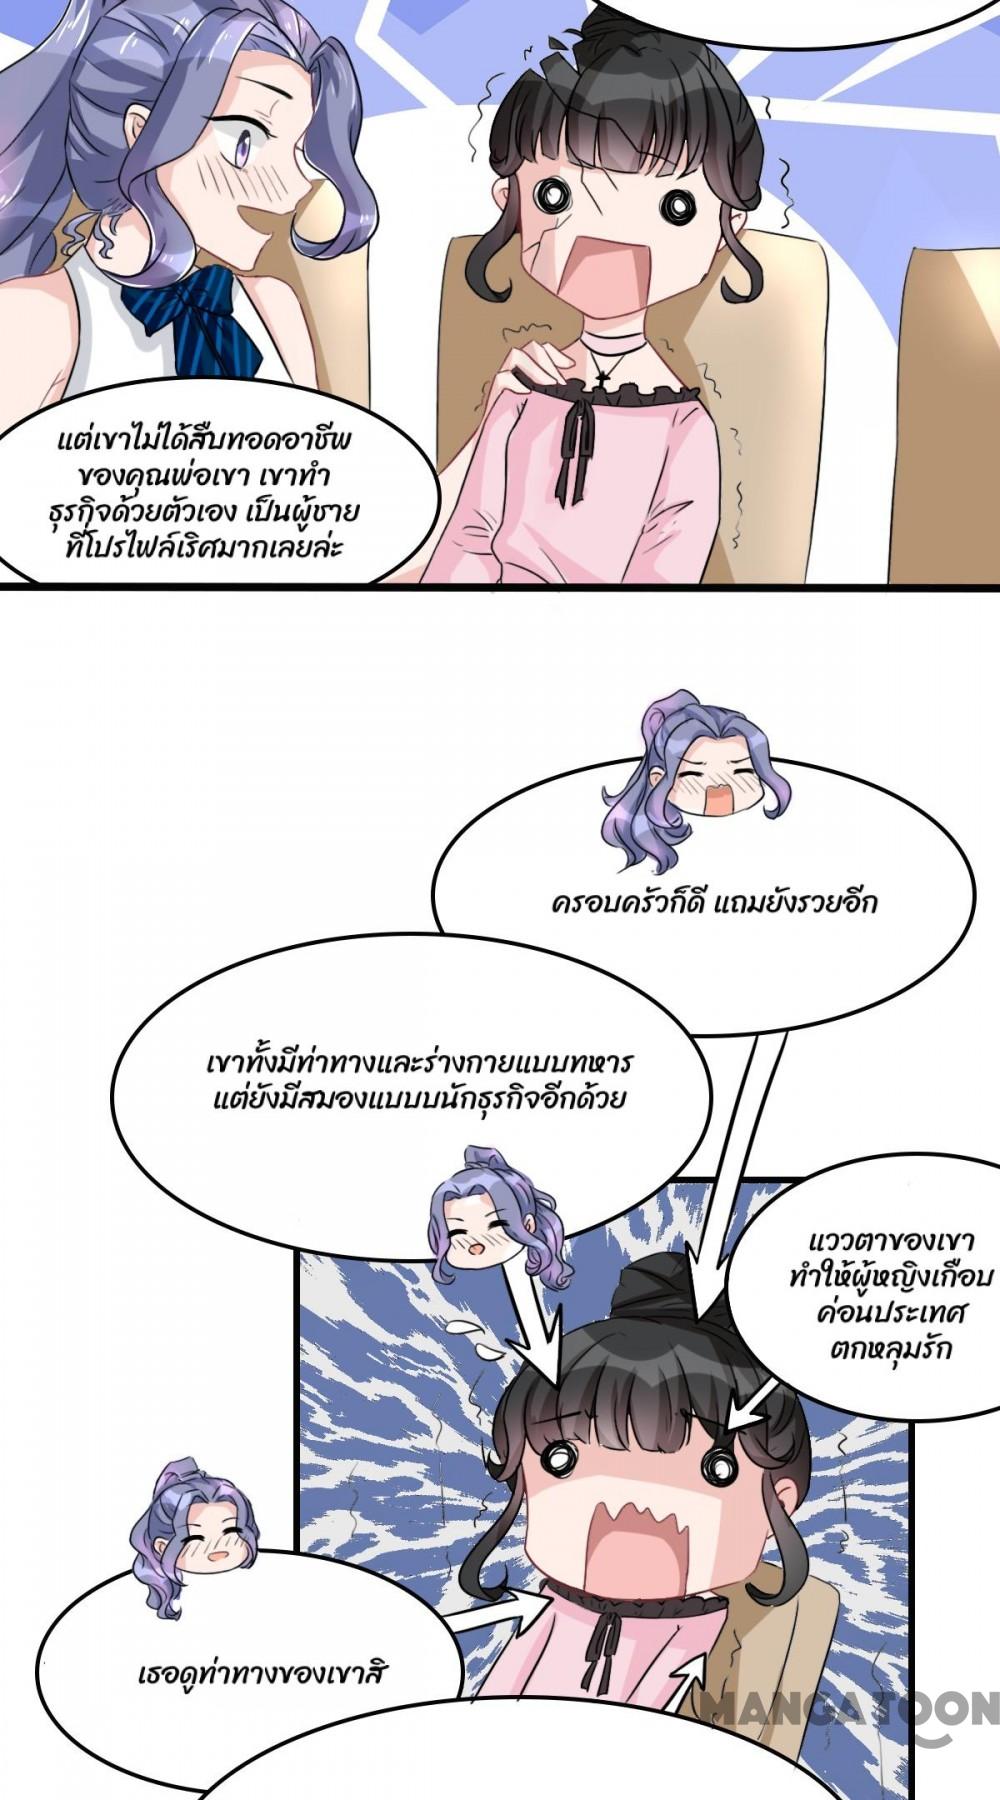 แต่เขาไม่ได้สืบทอดอาชีพ
ของคุณพ่อเขา เขาทำ
ธุรกิจด้วยตัวเอง เป็นผู้ชาย
ที่โปรไฟล์เริศมากเลยล่ะ
ครอบครัวก็ดี แถมยังรวยอีก
เขาทั้งมีท่าทางและร่างกายแบบทหาร
แต่ยังมีสมองแบบบนักธุรกิจอีกด้วย
แววตาของเขา
ทำให้ผู้หญิงเกือบ
ค่อนประเทศ
ตกหลุมรัก
เธอดูท่าทางของเขาสิ
MANGATOON